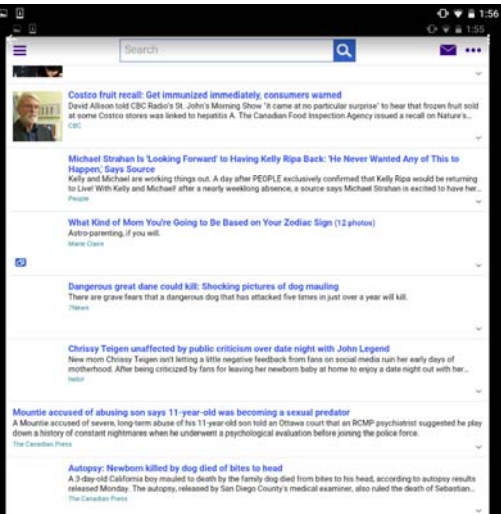 1:56
1:55
Search
Costco fruit recall: Get immunized immediately, consumers warned
David Allison told CBC Radio's St. John's Morning Show "it came at no particular surprise" to hear that frozen fruit sold
at some Costco stores was linked to hepatitis A. The Canadian Food Inspection Agency issued a recall on Nature's...
CBC
Michael Strahan Is 'Looking Forward' to Having Kelly Ripa Back: 'He Never Wanted Any of This to
Happen,' Says Source
Kelly and Michael are working things out. A day after PEOPLE exclusively confirmed that Kelly Ripa would be returning
to Live! With Kelly and Michael! after a nearly weeklong absence, a source says Michael Strahan is excited to have her...
People
What Kind of Mom You're Going to Be Based on Your Zodiac Sign (12 photos)
Astro-parenting, if you will.
Marie Claire
Dangerous great dane could kill: Shocking pictures of dog mauling
There are grave fears that a dangerous dog that has attacked five times in just over a year will kill.
7News
Chrissy Teigen unaffected by public criticism over date night with John Legend
New mom Chrissy Teigen isn't letting a little negative feedback from fans on social media ruin her early days of
motherhood. After being criticized by fans for leaving her newborn baby at home to enjoy a date night out with her...
hello!
Mountie accused of abusing son says 11-year-old was becoming a sexual predator
A Mountie accused of severe, long-term abuse of his 11-year-old son told an Ottawa court that an RCMP psychiatrist suggested he play
down a history of constant nightmares when he underwent a psychological evaluation before joining the police force.
The Canadian Press
Autopsy: Newborn killed by dog died of bites to head
A 3-day-old California boy mauled to death by the family dog died from bites to his head, according to autopsy results
released Monday. The autopsy, released by San Diego County's medical examiner, also ruled the death of Sebastian...
The Canadian Press